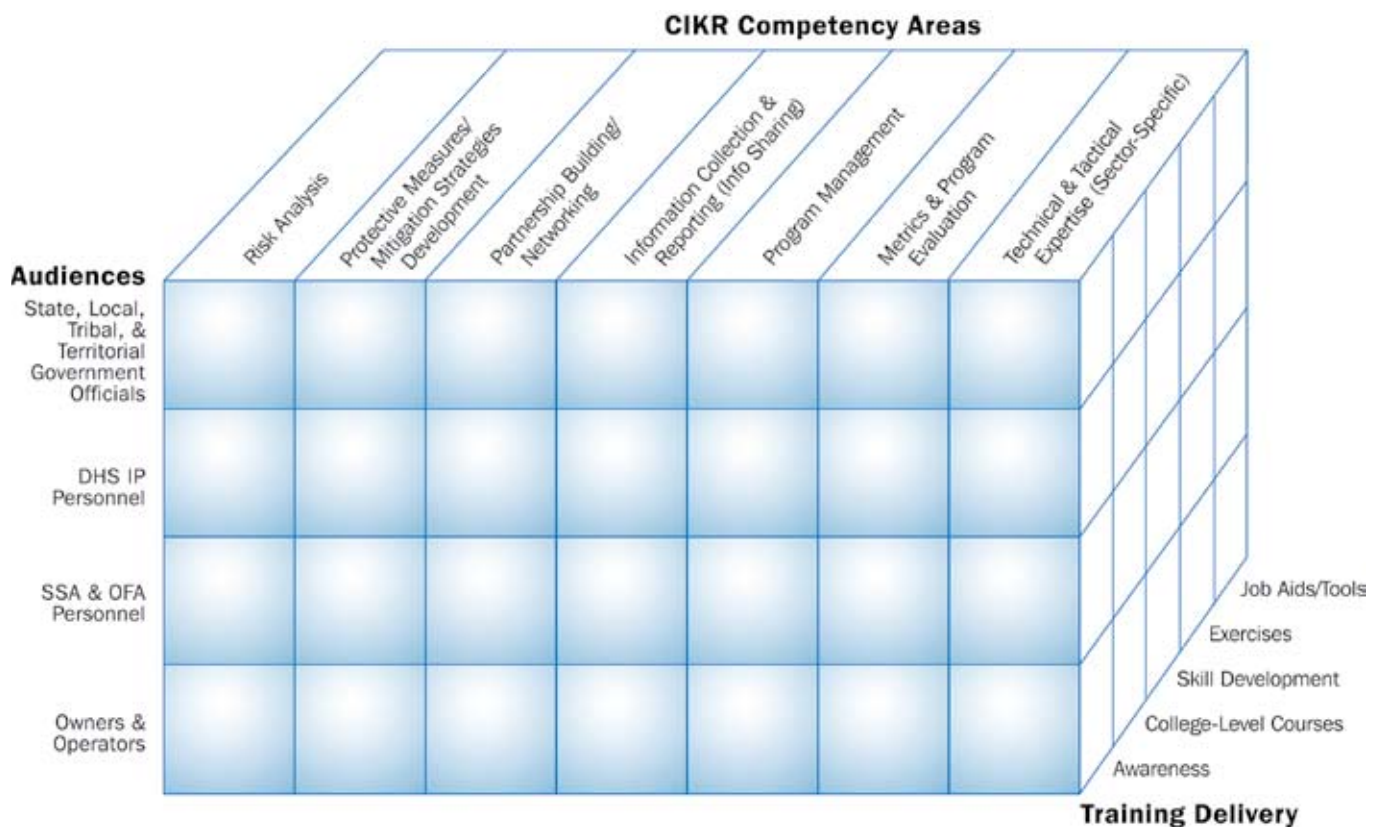 CIKR Competency Areas
Risk Analysis
Protective Measures/
Mitigation Strategies
Development
Partnership Building/
Networking
Information Collection &
Reporting (Info Sharing)
Program Management
Metrics & Program
Evaluation
Technical & Tactical
Expertise (Sector-Specific)
Audiences
State, Local,
Tribal, &
Territorial
Government
Officials
DHS IP
Personnel
SSA & OFA
Personnel
Owners &
Operators
Job Aids/Tools
Exercises
Skill Development
College-Level Courses
Awareness
Training Delivery